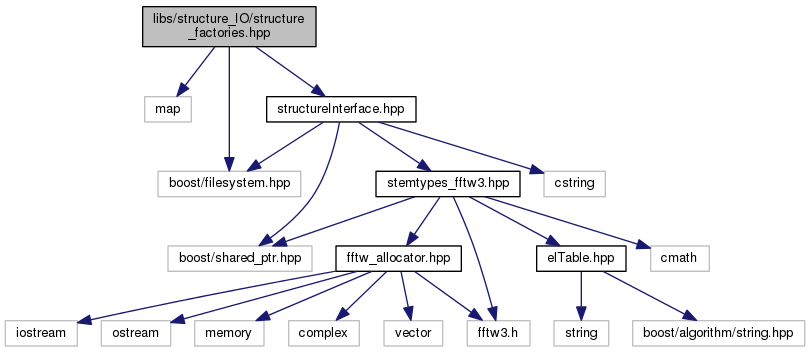 libs/structure_IO/structure
_factories.hpp
map
structureInterface.hpp
boost/filesystem.hpp
stemtypes_fftw3.hpp
cstring
boost/shared_ptr.hpp
fftw_allocator.hpp
elTable.hpp
cmath
iostream
ostream
memory
complex
vector
fftw3.h
string
boost/algorithm/string.hpp